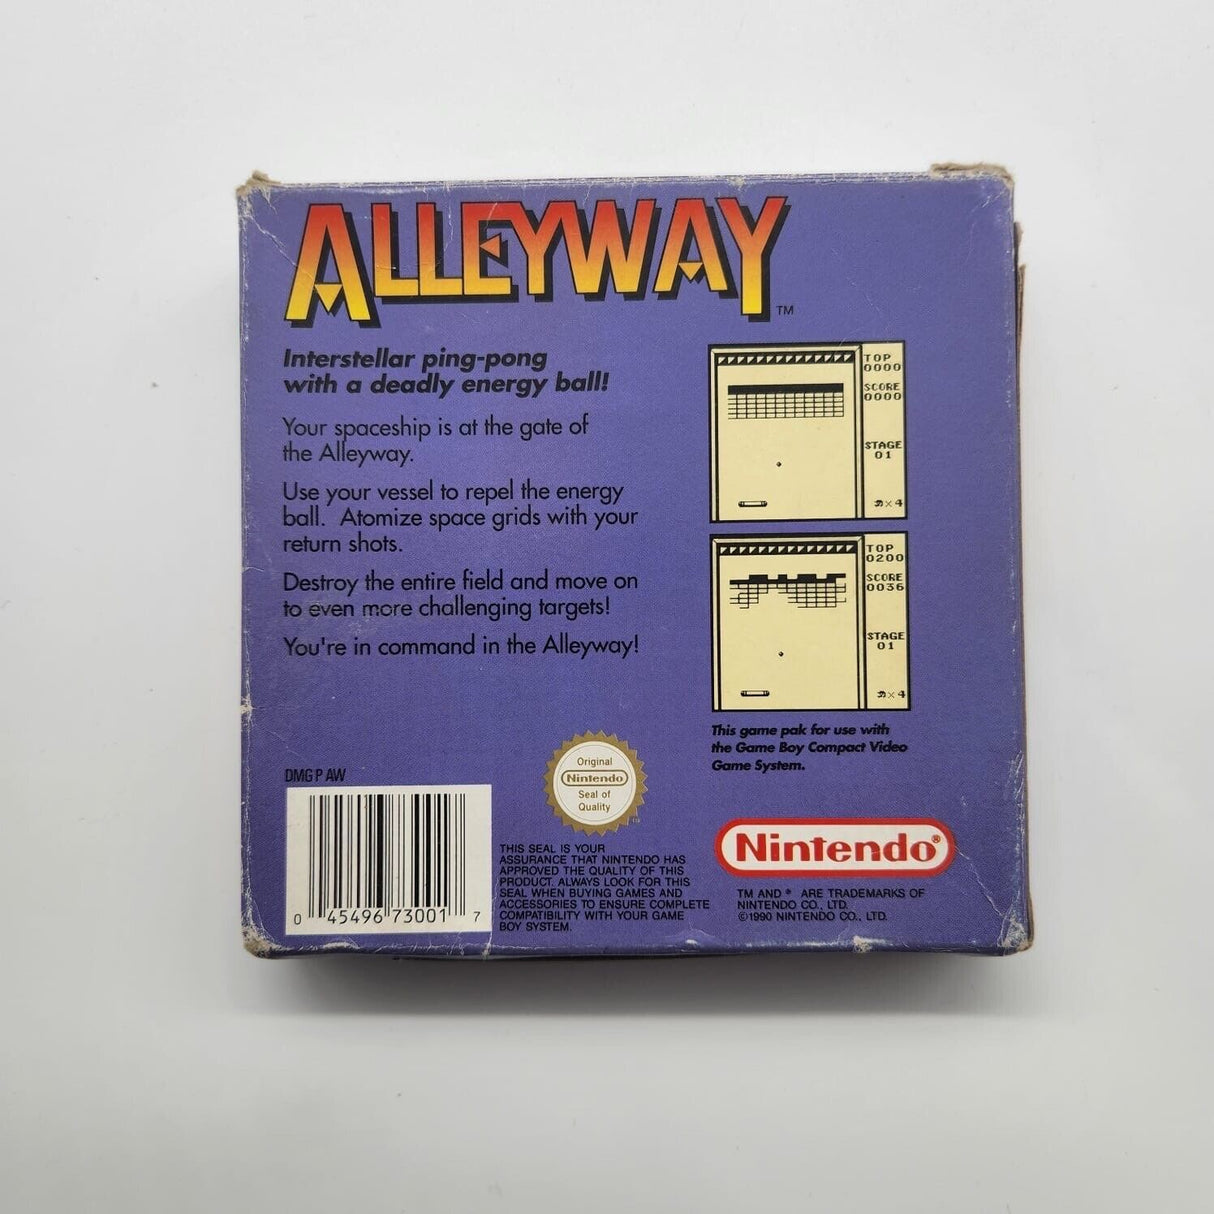 ALLEYWAY™
Interstellar ping-pong
with a deadly energy ball!
Your spaceship is at the gate of
the Alleyway.
Use your vessel to repel the energy
ball. Atomize space grids with your
return shots.
Destroy the entire field and move on
to even more challenging targets!
You're in command in the Alleyway!
TOP
0000
SCORE
0000
STAGE
01
×4
TOP
0200
SCORE
0036
STAGE
01
×4
This game pak for use with
the Game Boy Compact Video
Game System.
DMG P AW
0 45496 73001 7
Original
Nintendo
Seal of
Quality
THIS SEAL IS YOUR
ASSURANCE THAT NINTENDO HAS
APPROVED THE QUALITY OF THIS
PRODUCT. ALWAYS LOOK FOR THIS
SEAL WHEN BUYING GAMES AND
ACCESSORIES TO ENSURE COMPLETE
COMPATIBILITY WITH YOUR GAME
BOY SYSTEM.
Nintendo®
TM AND ® ARE TRADEMARKS OF
NINTENDO CO., LTD.
©1990 NINTENDO CO., LTD.